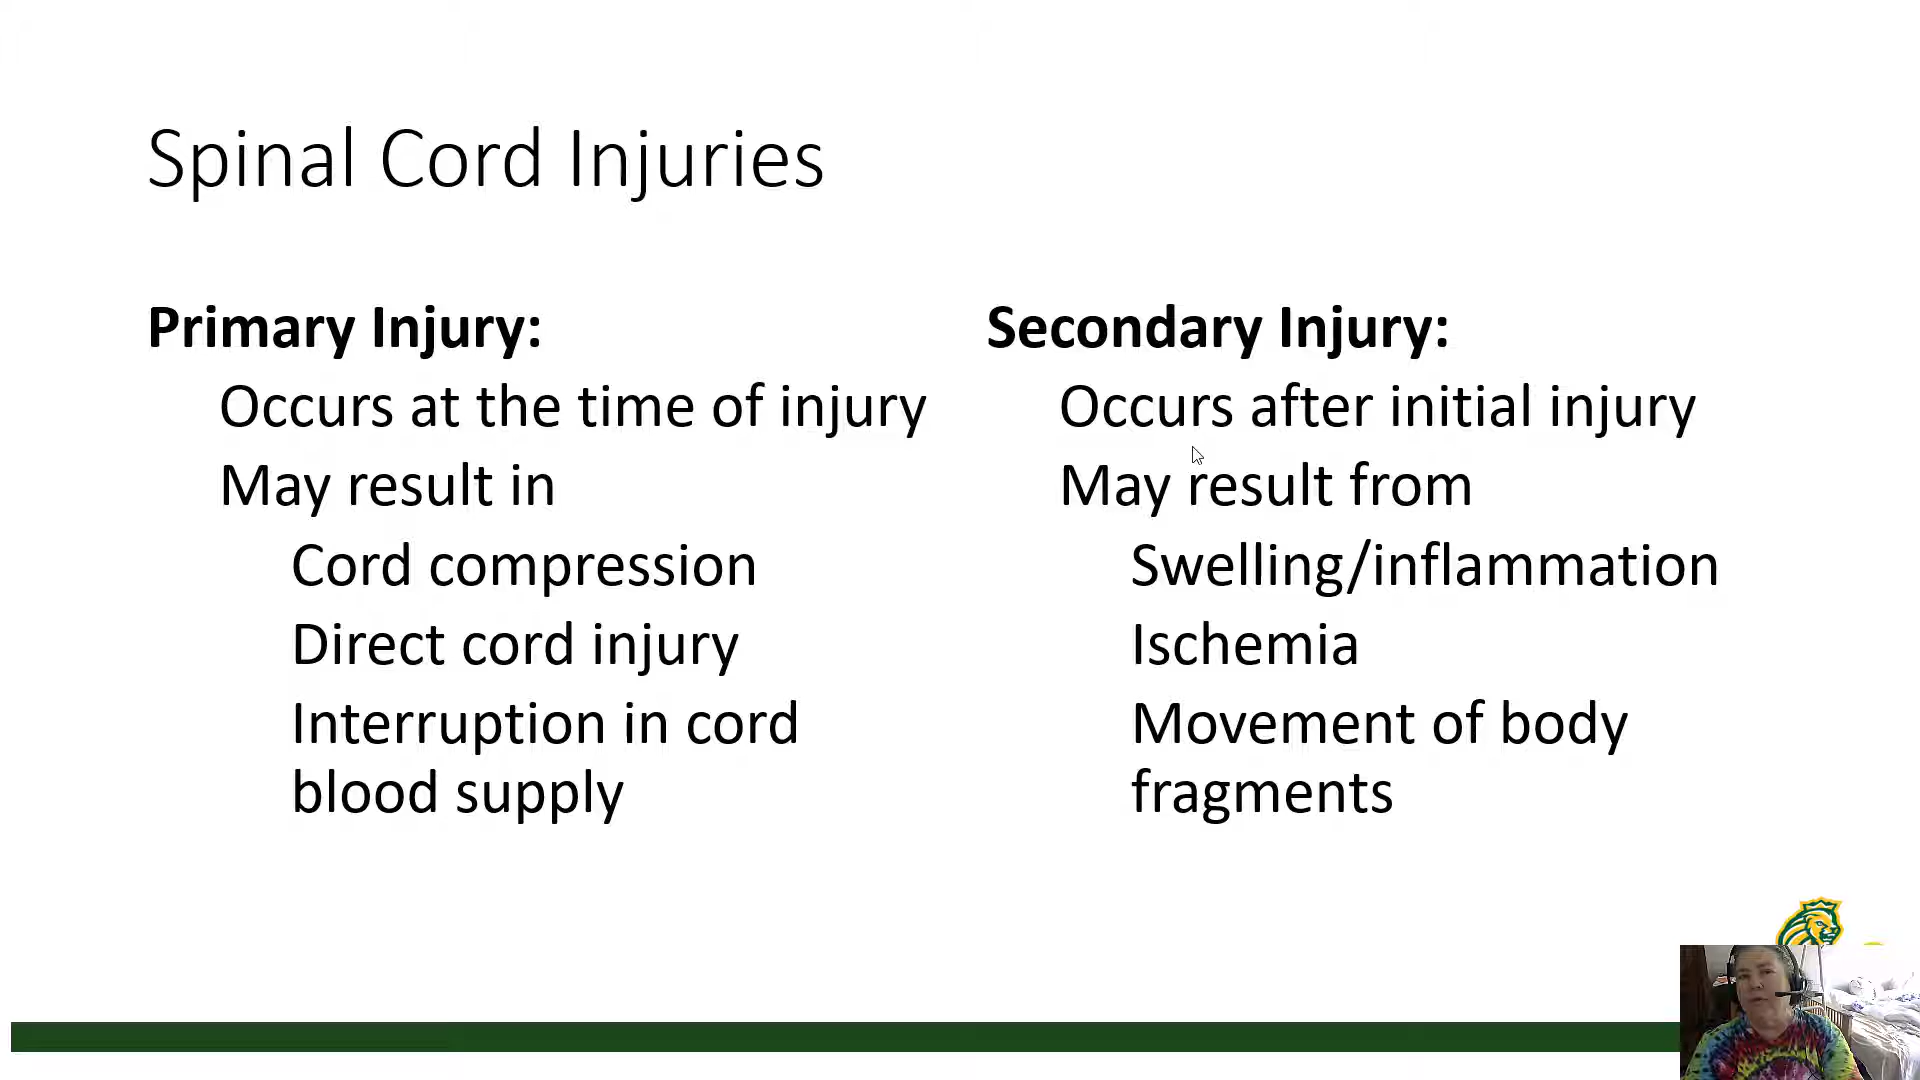 Spinal Cord Injuries
Primary Injury:
Occurs at the time of injury
May result in
Cord compression
Direct cord injury
Interruption in cord
blood supply
Secondary Injury:
Occurs after initial injury
May result from
Swelling/inflammation
Ischemia
Movement of body
fragments